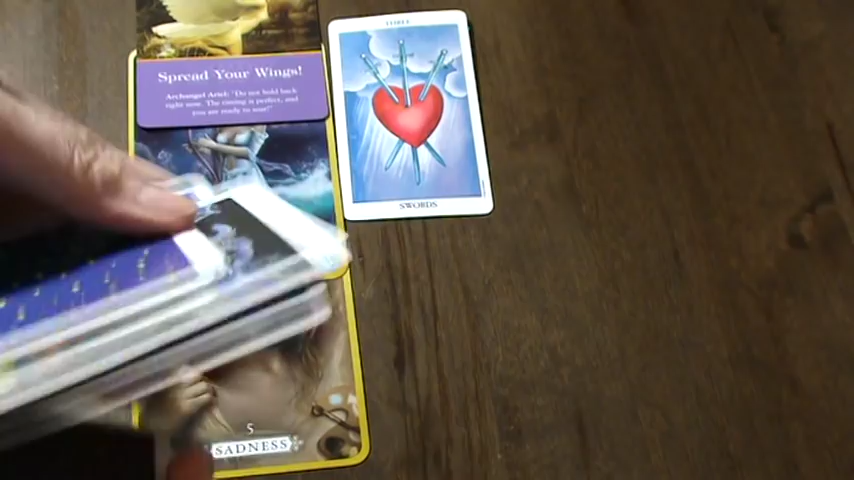 Spread Your Wings!
Archangel Ariel: "Do not hold back
right now. The timing is perfect, and
you are ready to soar!"
THREE
SWORDS
5
SADNESS